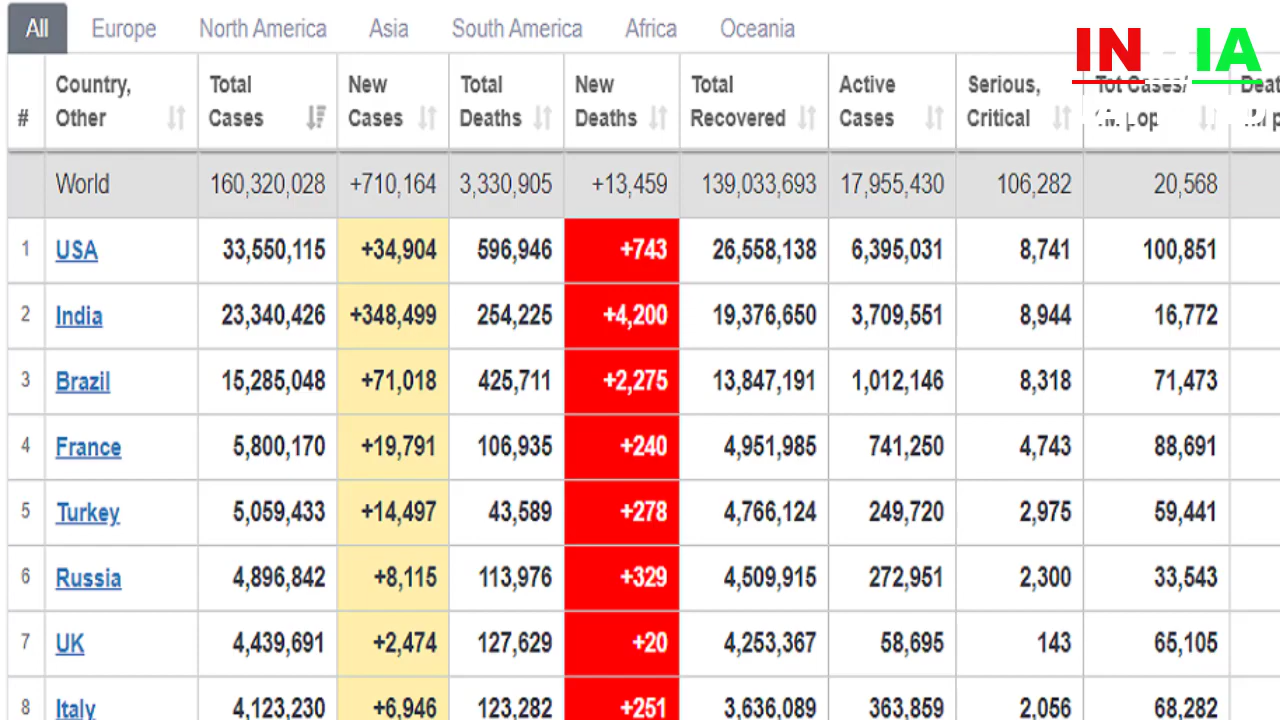 All Europe North America Asia South America Africa Oceania
IN IA
# Country, Other Total Cases New Cases Total Deaths New Deaths Total Recovered Active Cases Serious, Critical Tot Cases/ pop
World 160,320,028 +710,164 3,330,905 +13,459 139,033,693 17,955,430 106,282 20,568
1 USA 33,550,115 +34,904 596,946 +743 26,558,138 6,395,031 8,741 100,851
2 India 23,340,426 +348,499 254,225 +4,200 19,376,650 3,709,551 8,944 16,772
3 Brazil 15,285,048 +71,018 425,711 +2,275 13,847,191 1,012,146 8,318 71,473
4 France 5,800,170 +19,791 106,935 +240 4,951,985 741,250 4,743 88,691
5 Turkey 5,059,433 +14,497 43,589 +278 4,766,124 249,720 2,975 59,441
6 Russia 4,896,842 +8,115 113,976 +329 4,509,915 272,951 2,300 33,543
7 UK 4,439,691 +2,474 127,629 +20 4,253,367 58,695 143 65,105
8 Italy 4,123,230 +6,946 123,282 +251 3,636,089 363,859 2,056 68,282